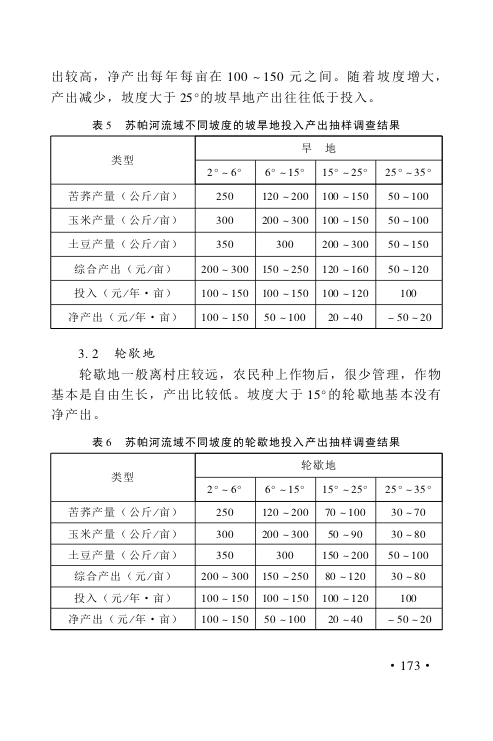 出较高，净产出每年每亩在 100 ~ 150 元之间。随着坡度增大，
产出减少，坡度大于 25°的坡旱地产出往往低于投入。
表 5 苏帕河流域不同坡度的坡旱地投入产出抽样调查结果
类型 旱 地
2° ~ 6° 6° ~ 15° 15° ~ 25° 25° ~ 35°
苦荞产量（公斤/亩） 250 120 ~ 200 100 ~ 150 50 ~ 100
玉米产量（公斤/亩） 300 200 ~ 300 100 ~ 150 50 ~ 100
土豆产量（公斤/亩） 350 300 200 ~ 300 50 ~ 150
综合产出（元/亩） 200 ~ 300 150 ~ 250 120 ~ 160 50 ~ 120
投入（元/年·亩） 100 ~ 150 100 ~ 150 100 ~ 120 100
净产出（元/年·亩） 100 ~ 150 50 ~ 100 20 ~ 40 - 50 ~ 20
3. 2 轮歇地
轮歇地一般离村庄较远，农民种上作物后，很少管理，作物
基本是自由生长，产出比较低。坡度大于 15°的轮歇地基本没有
净产出。
表 6 苏帕河流域不同坡度的轮歇地投入产出抽样调查结果
类型 轮歇地
2° ~ 6° 6° ~ 15° 15° ~ 25° 25° ~ 35°
苦荞产量（公斤/亩） 250 120 ~ 200 70 ~ 100 30 ~ 70
玉米产量（公斤/亩） 300 200 ~ 300 50 ~ 90 30 ~ 80
土豆产量（公斤/亩） 350 300 150 ~ 200 50 ~ 100
综合产出（元/亩） 200 ~ 300 150 ~ 250 80 ~ 120 30 ~ 80
投入（元/年·亩） 100 ~ 150 100 ~ 150 100 ~ 120 100
净产出（元/年·亩） 100 ~ 150 50 ~ 100 20 ~ 40 - 50 ~ 20
· 173 ·